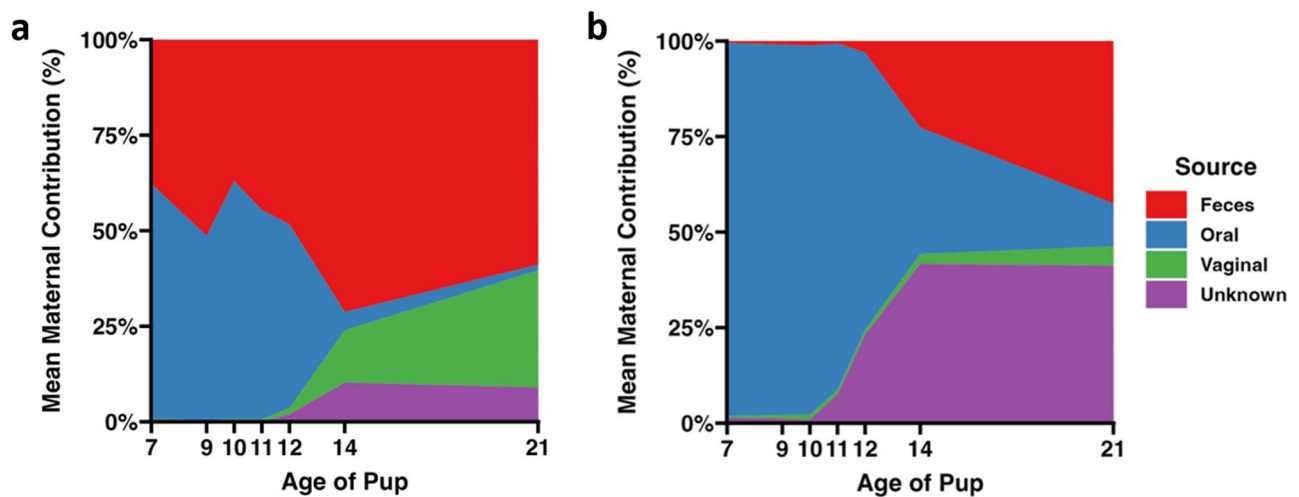 a
Mean Maternal Contribution (%)
100%
75%
50%
25%
0%
7 9 10 11 12 14 21
Age of Pup
b
Mean Maternal Contribution (%)
100%
75%
50%
25%
0%
7 9 10 11 12 14 21
Age of Pup
Source
Feces
Oral
Vaginal
Unknown